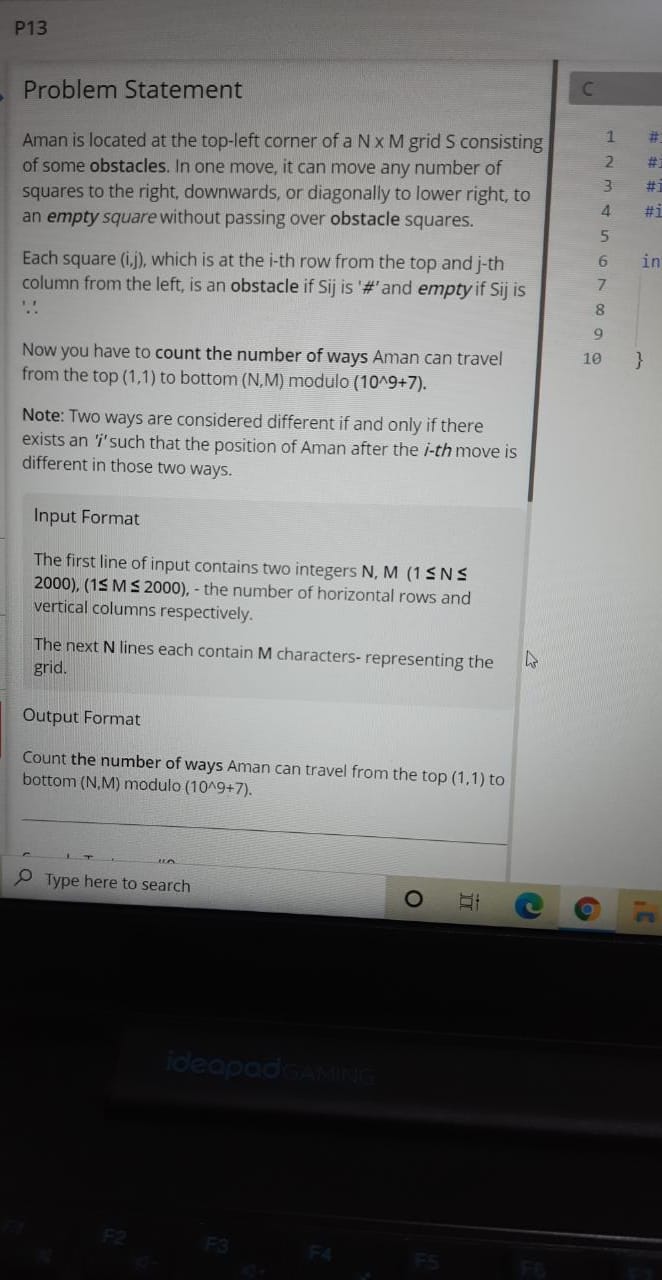 P13
Problem Statement
Aman is located at the top-left corner of a N x M grid S consisting
of some obstacles. In one move, it can move any number of
squares to the right, downwards, or diagonally to lower right, to
an empty square without passing over obstacle squares.
Each square (i,j), which is at the i-th row from the top and j-th
column from the left, is an obstacle if Sij is '#' and empty if Sij is
'.'.
Now you have to count the number of ways Aman can travel
from the top (1,1) to bottom (N,M) modulo (10^9+7).
Note: Two ways are considered different if and only if there
exists an 'i' such that the position of Aman after the i-th move is
different in those two ways.
Input Format
The first line of input contains two integers N, M (1 ≤ N ≤
2000), (1≤ M ≤ 2000), - the number of horizontal rows and
vertical columns respectively.
The next N lines each contain M characters- representing the
grid.
Output Format
Count the number of ways Aman can travel from the top (1,1) to
bottom (N,M) modulo (10^9+7).
C
1 #i
2 #i
3 #i
4 #i
5
6 in
7
8
9
10 }
Type here to search
ideapad GAMING
F2
F3
F4
F5
F6